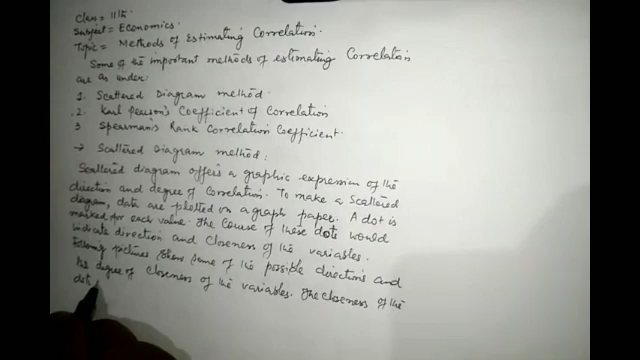 Class = 11th
Subject = Economics.
Topic = Methods of Estimating Correlation.
Some of the important methods of estimating Correlation
are as under:
1. Scattered Diagram method.
2. Karl Pearson's Coefficient of Correlation
3 Spearman's Rank Correlation Coefficient.
→ Scattered Diagram method:
Scattered diagram offers a graphic expression of the
direction and degree of Correlation. To make a Scattered
diagram, data are plotted on a graph paper. A dot is
marked for each value. The Course of these dots would
indicate direction and closeness of the variables.
Following pictures show some of the possible directions and
the degree of closeness of the variables. The closeness of the
dot